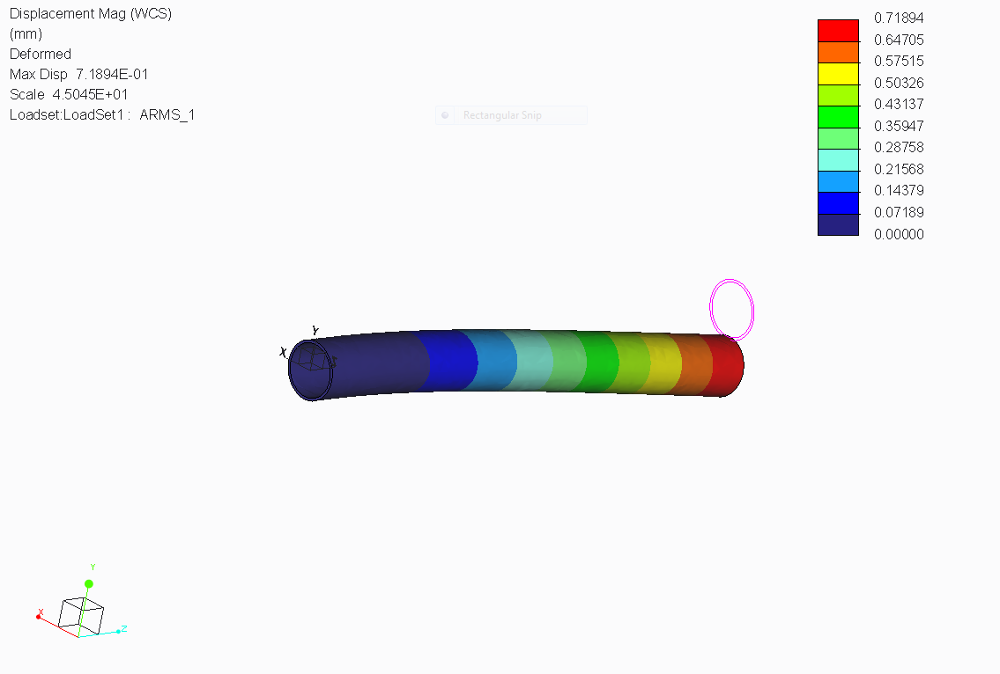 Displacement Mag (WCS)
(mm)
Deformed
Max Disp 7.1894E-01
Scale 4.5045E+01
Loadset:LoadSet1 : ARMS_1
Rectangular Snip
0.71894
0.64705
0.57515
0.50326
0.43137
0.35947
0.28758
0.21568
0.14379
0.07189
0.00000
Y
X
Y
X
Z